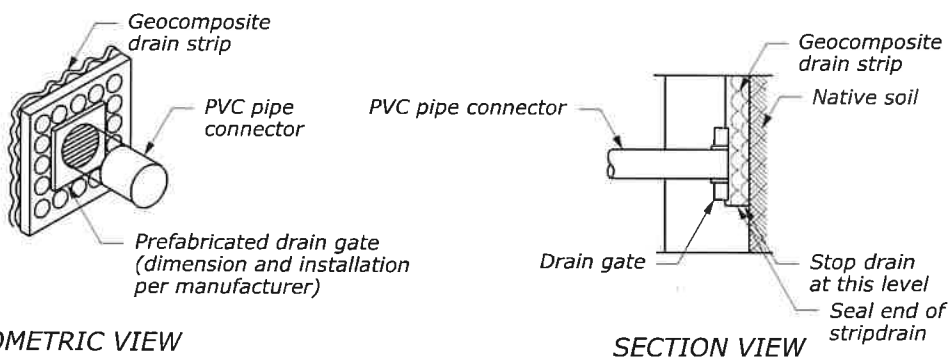 Geocomposite
drain strip
PVC pipe
connector
Prefabricated drain gate
(dimension and installation
per manufacturer)
OMETRIC VIEW
Geocomposite
drain strip
PVC pipe connector
Native soil
Drain gate
Stop drain
at this level
Seal end of
stripdrain
SECTION VIEW